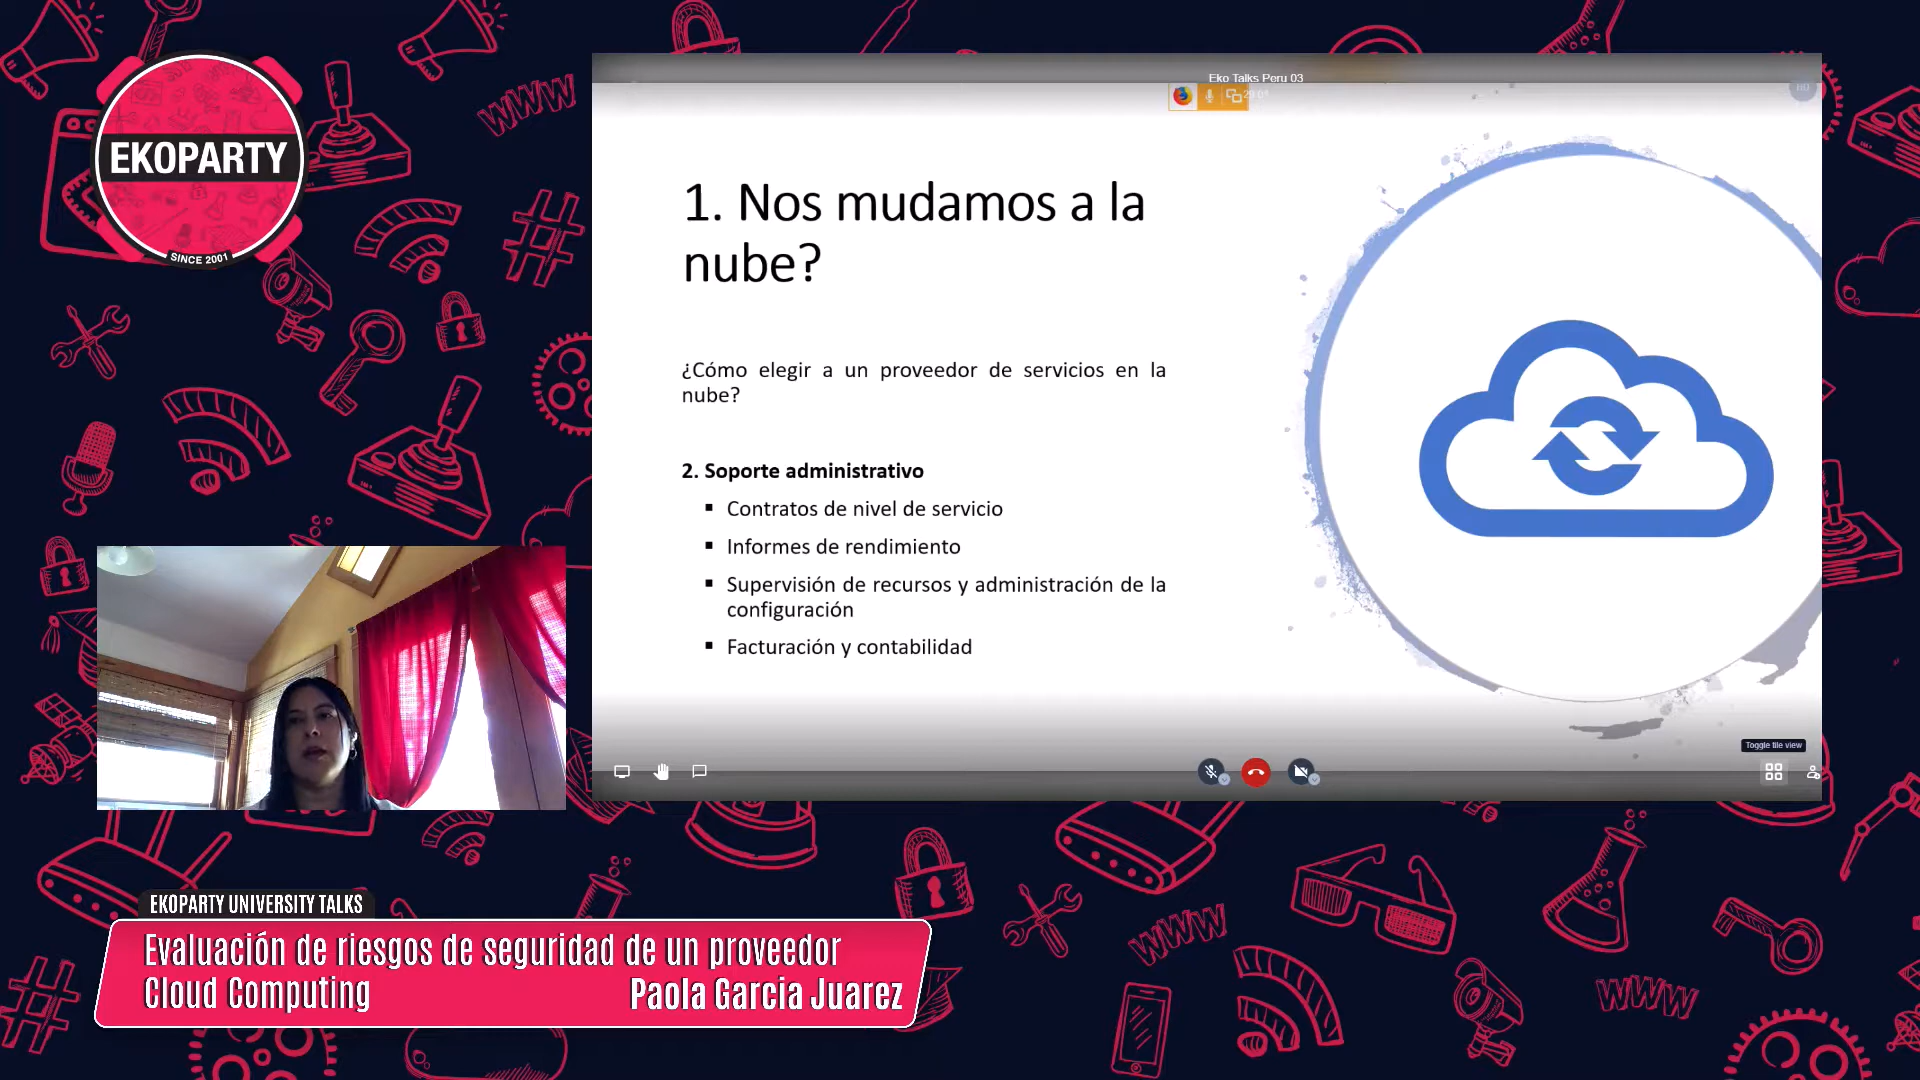 EKOPARTY
SINCE 2001
WWW
Eko Talks Peru 03
1. Nos mudamos a la
nube?
¿Cómo elegir a un proveedor de servicios en la
nube?
2. Soporte administrativo
▪ Contratos de nivel de servicio
▪ Informes de rendimiento
▪ Supervisión de recursos y administración de la
configuración
▪ Facturación y contabilidad
Toggle tile view
EKOPARTY UNIVERSITY TALKS
Evaluación de riesgos de seguridad de un proveedor
Cloud Computing
Paola Garcia Juarez
WWW
WWW